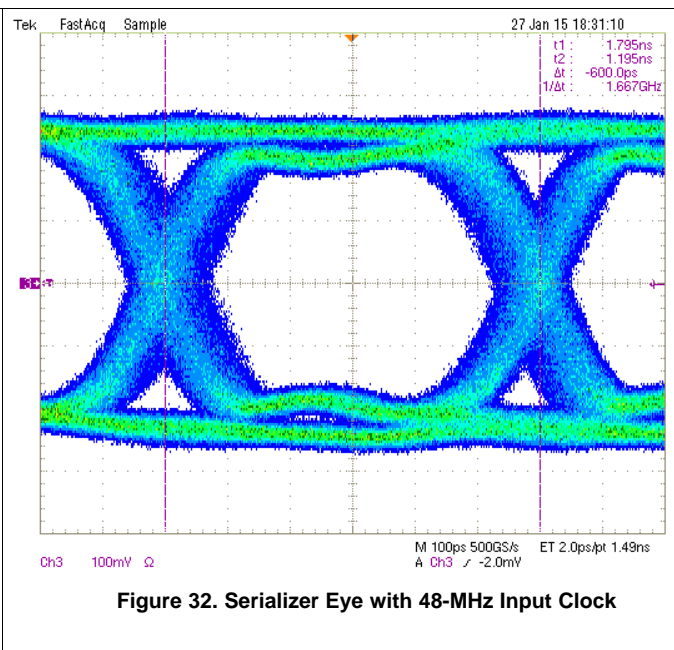 Tek FastAcq Sample 27 Jan 15 18:31:10
t1 : 1.795ns
t2 : 1.195ns
Δt : -600.0ps
1/Δt : 1.667GHz
3
M 100ps 500GS/s ET 2.0ps/pt 1.49ns
Ch3 100mV Ω A Ch3 / -2.0mV
Figure 32. Serializer Eye with 48-MHz Input Clock